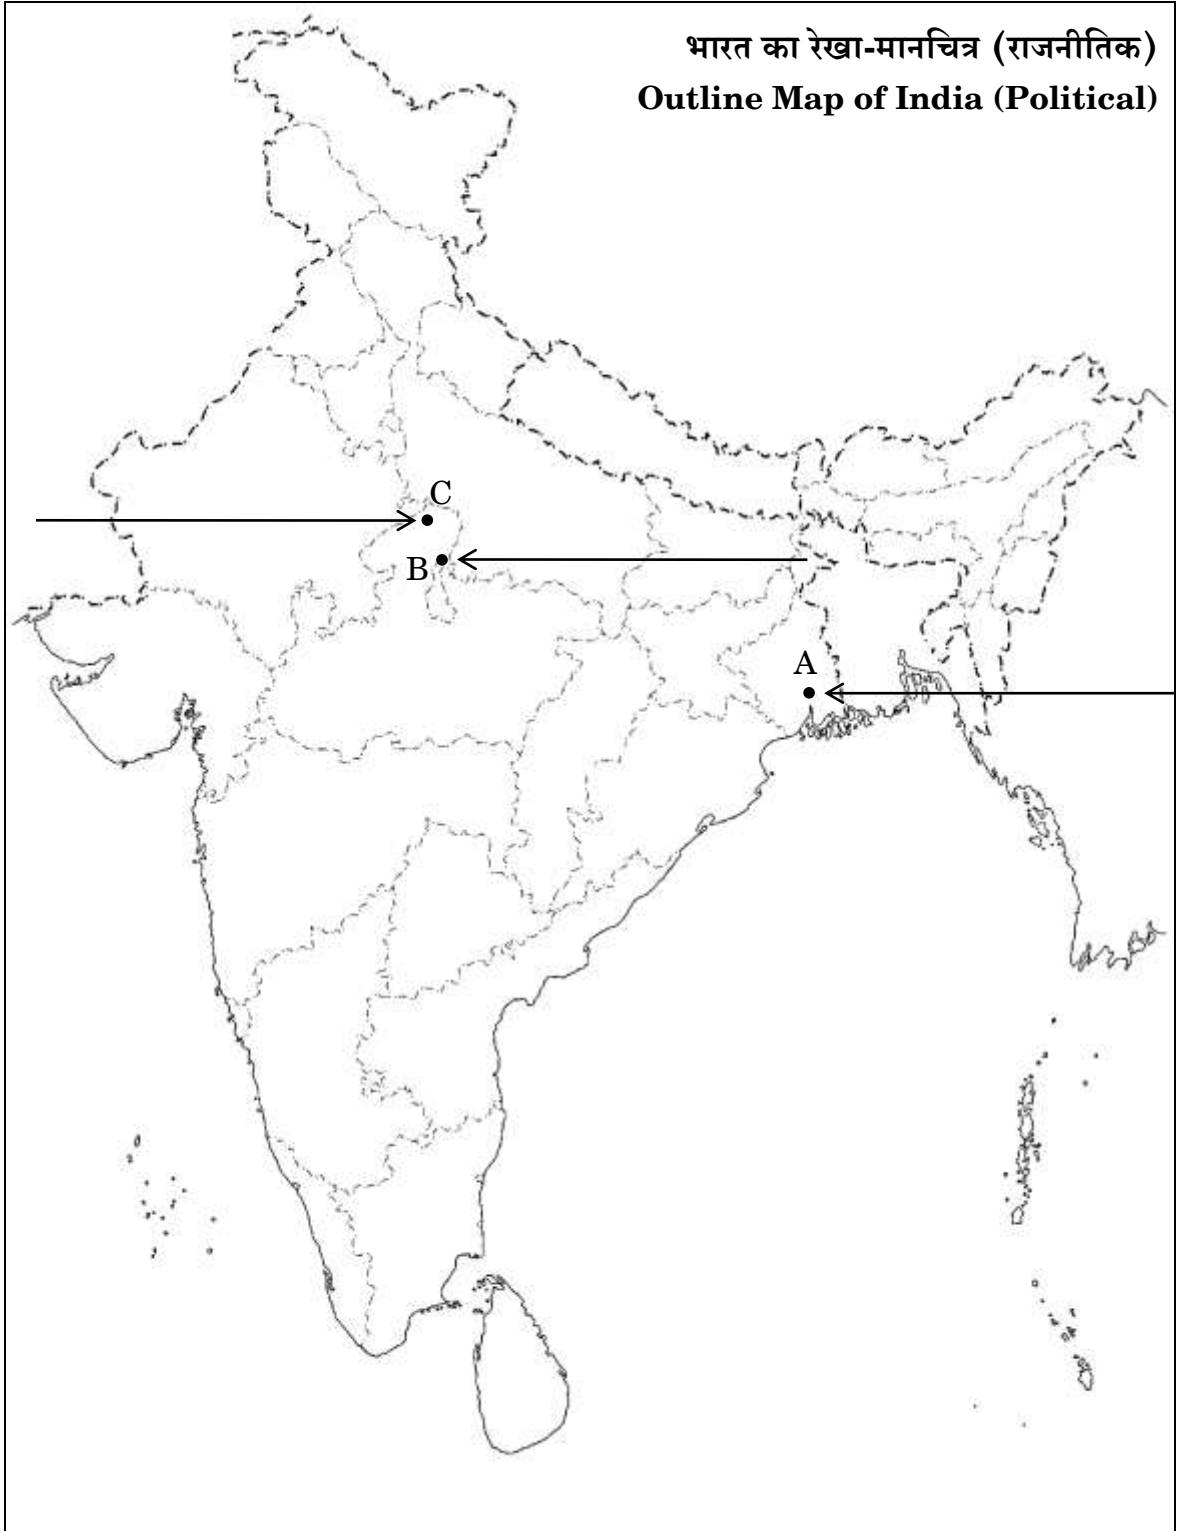 भारत का रेखा-मानचित्र (राजनीतिक)
Outline Map of India (Political)
C
B
A